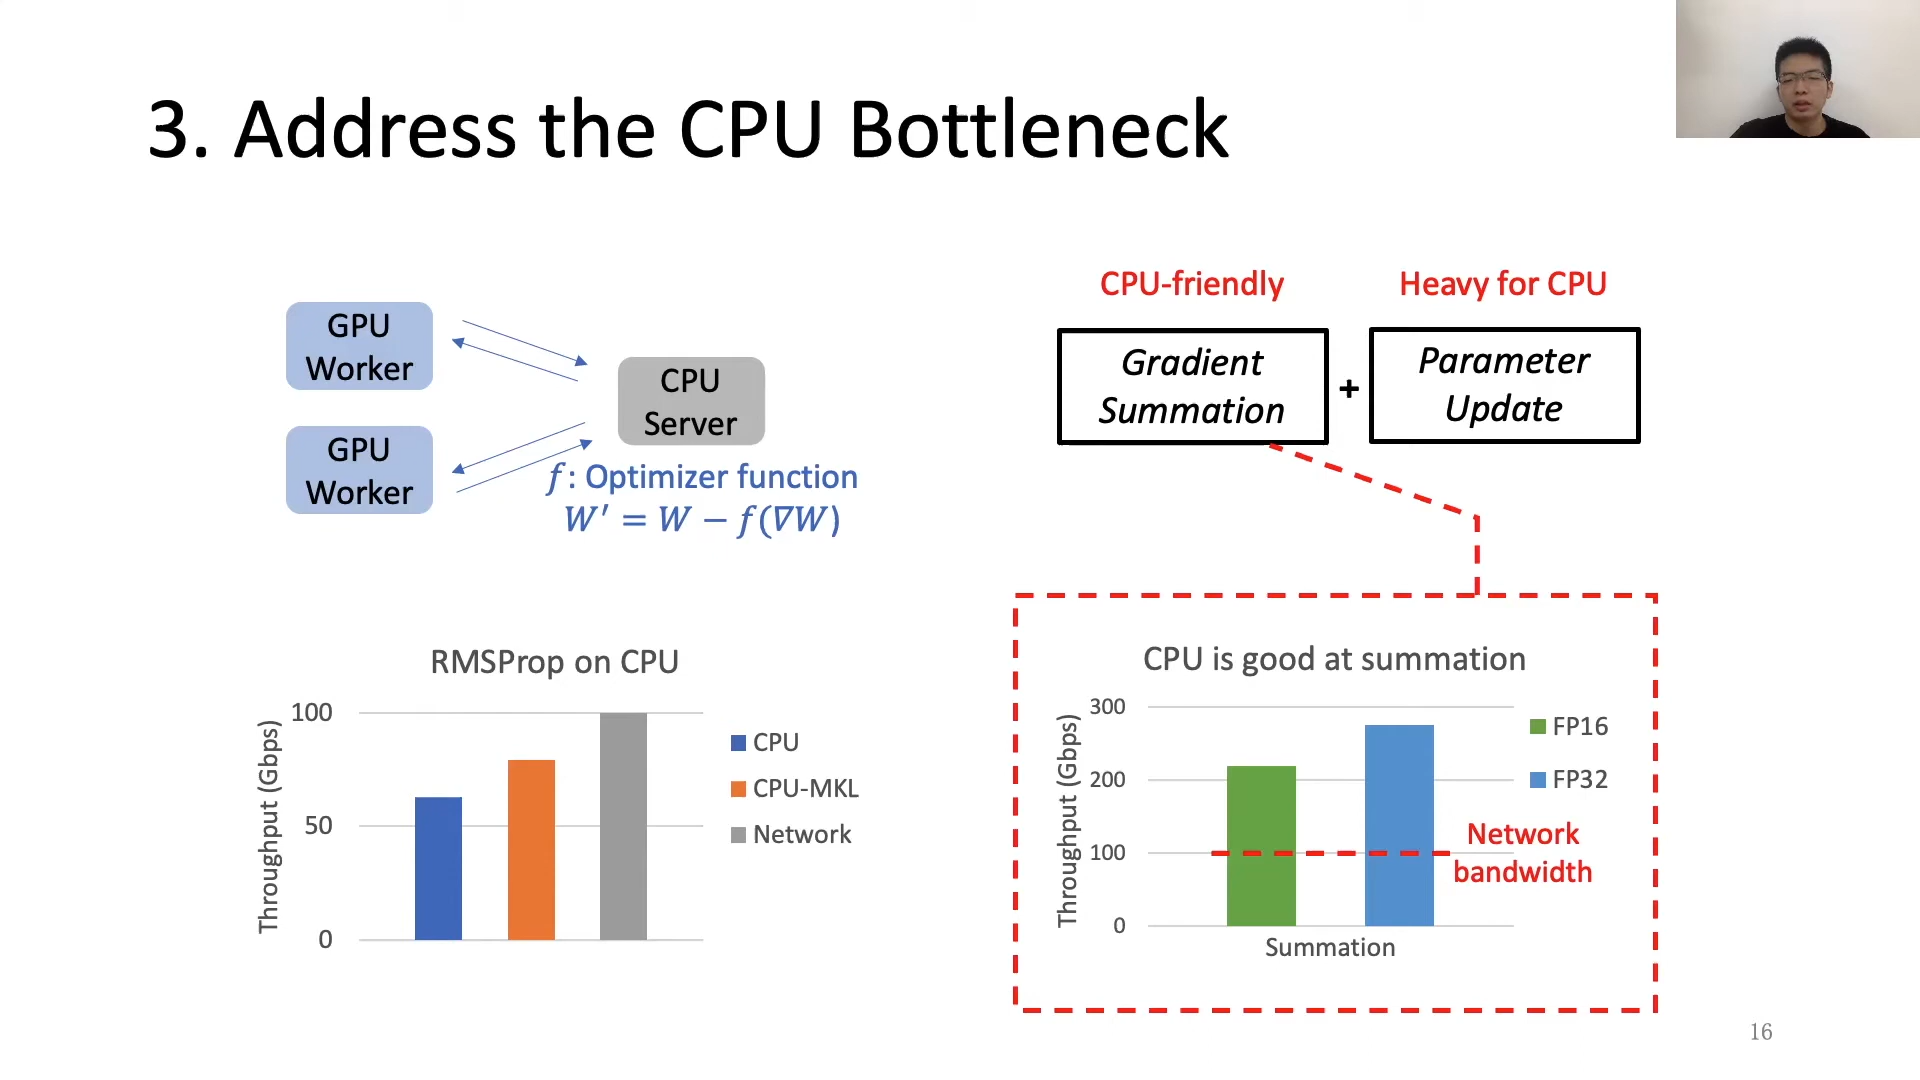 3. Address the CPU Bottleneck
GPU
Worker
GPU
Worker
CPU
Server
f: Optimizer function
W′ = W − f(∇W)
CPU-friendly
Heavy for CPU
Gradient
Summation
+
Parameter
Update
RMSProp on CPU
Throughput (Gbps)
100
50
0
CPU
CPU-MKL
Network
CPU is good at summation
Throughput (Gbps)
300
200
100
0
Summation
FP16
FP32
Network
bandwidth
16